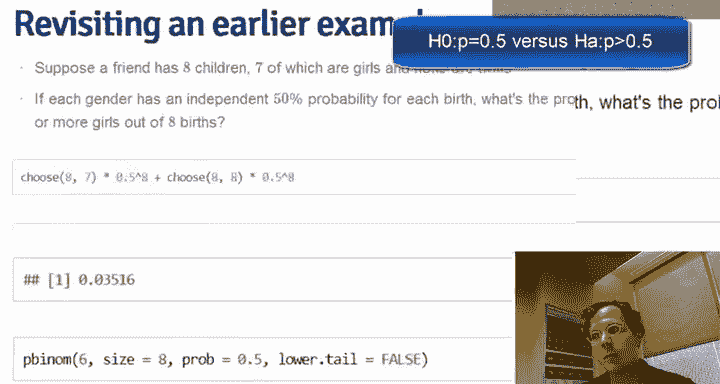 Revisiting an earlier exam
H0:p=0.5 versus Ha:p>0.5
· Suppose a friend has 8 children, 7 of which are girls and
· If each gender has an independent 50% probability for each birth, what's the pro
th, what's the prol
or more girls out of 8 births?
choose(8, 7) * 0.5^8 + choose(8, 8) * 0.5^8
## [1] 0.03516
pbinom(6, size = 8, prob = 0.5, lower.tail = FALSE)